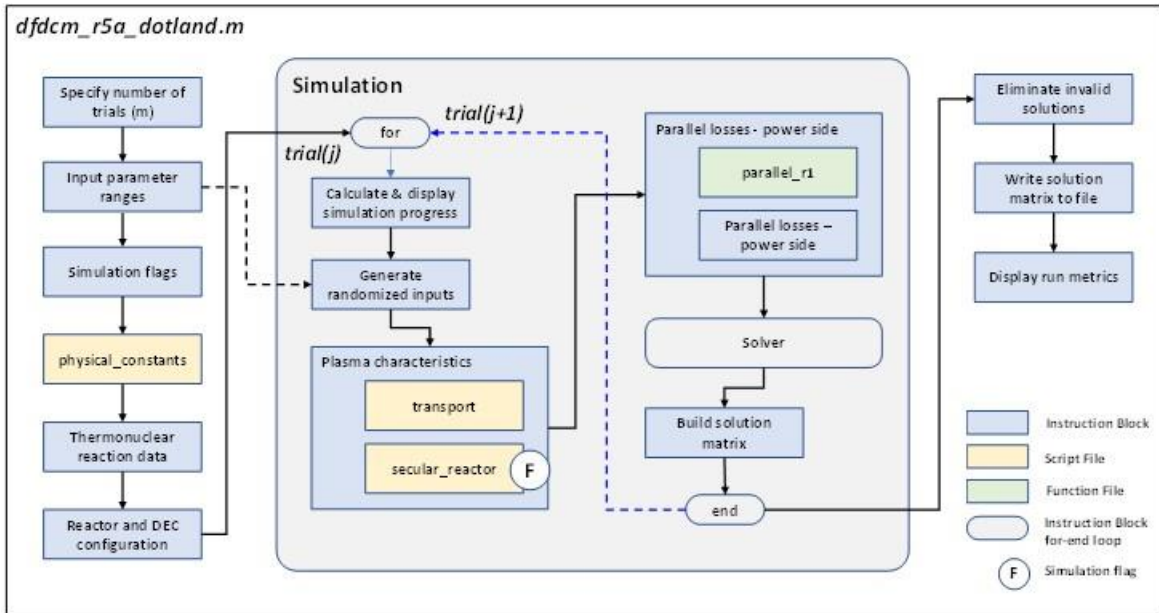 dfdcm_r5a_dotland.m
Specify number of
trials (m)
Input parameter
ranges
Simulation flags
physical_constants
Thermonuclear
reaction data
Reactor and DEC
configuration
Simulation
for
trial(j+1)
trial(j)
Calculate & display
simulation progress
Generate
randomized inputs
Plasma characteristics
transport
secular_reactor
F
Parallel losses - power side
parallel_r1
Parallel losses –
power side
Solver
Build solution
matrix
end
Eliminate invalid
solutions
Write solution
matrix to file
Display run metrics
Instruction Block
Script File
Function File
Instruction Block
for-end loop
F
Simulation flag